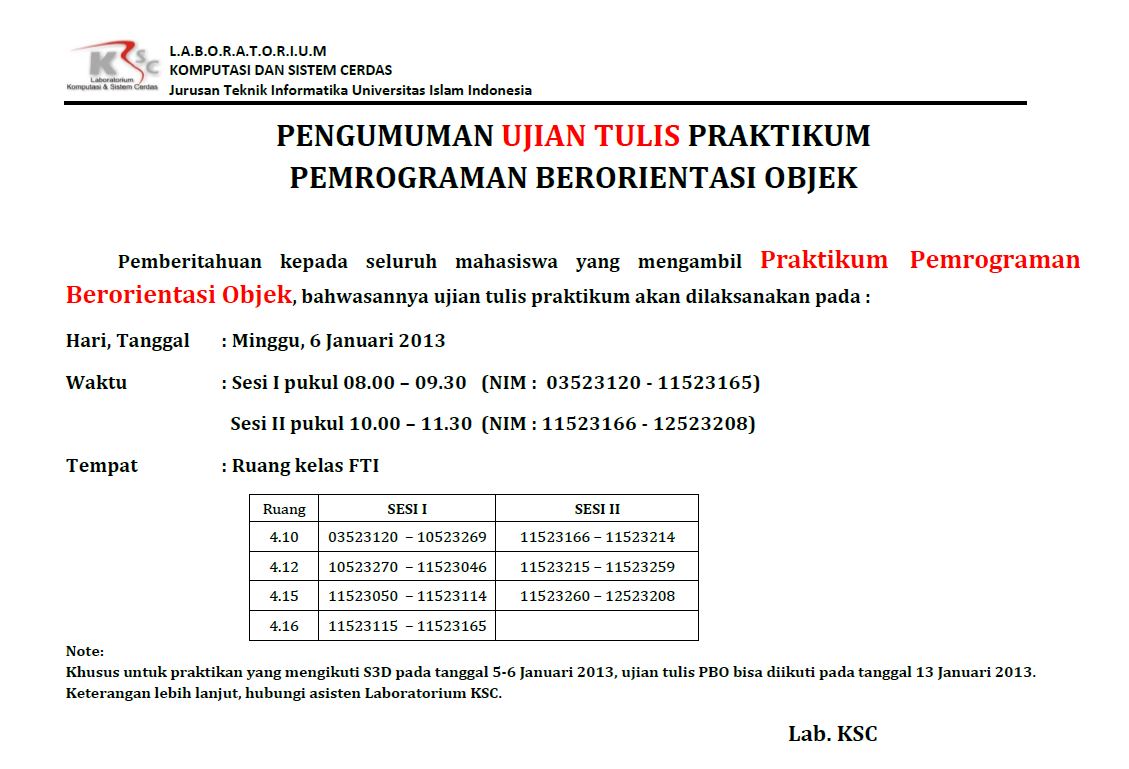 KSC
Laboratorium
Komputasi & Sistem Cerdas
L.A.B.O.R.A.T.O.R.I.U.M
KOMPUTASI DAN SISTEM CERDAS
Jurusan Teknik Informatika Universitas Islam Indonesia
PENGUMUMAN UJIAN TULIS PRAKTIKUM
PEMROGRAMAN BERORIENTASI OBJEK
Pemberitahuan kepada seluruh mahasiswa yang mengambil Praktikum Pemrograman
Berorientasi Objek, bahwasannya ujian tulis praktikum akan dilaksanakan pada :
Hari, Tanggal : Minggu, 6 Januari 2013
Waktu : Sesi I pukul 08.00 – 09.30 (NIM : 03523120 - 11523165)
Sesi II pukul 10.00 – 11.30 (NIM : 11523166 - 12523208)
Tempat : Ruang kelas FTI
Ruang SESI I SESI II
4.10 03523120 – 10523269 11523166 – 11523214
4.12 10523270 – 11523046 11523215 – 11523259
4.15 11523050 – 11523114 11523260 – 12523208
4.16 11523115 – 11523165
Note:
Khusus untuk praktikan yang mengikuti S3D pada tanggal 5-6 Januari 2013, ujian tulis PBO bisa diikuti pada tanggal 13 Januari 2013.
Keterangan lebih lanjut, hubungi asisten Laboratorium KSC.
Lab. KSC